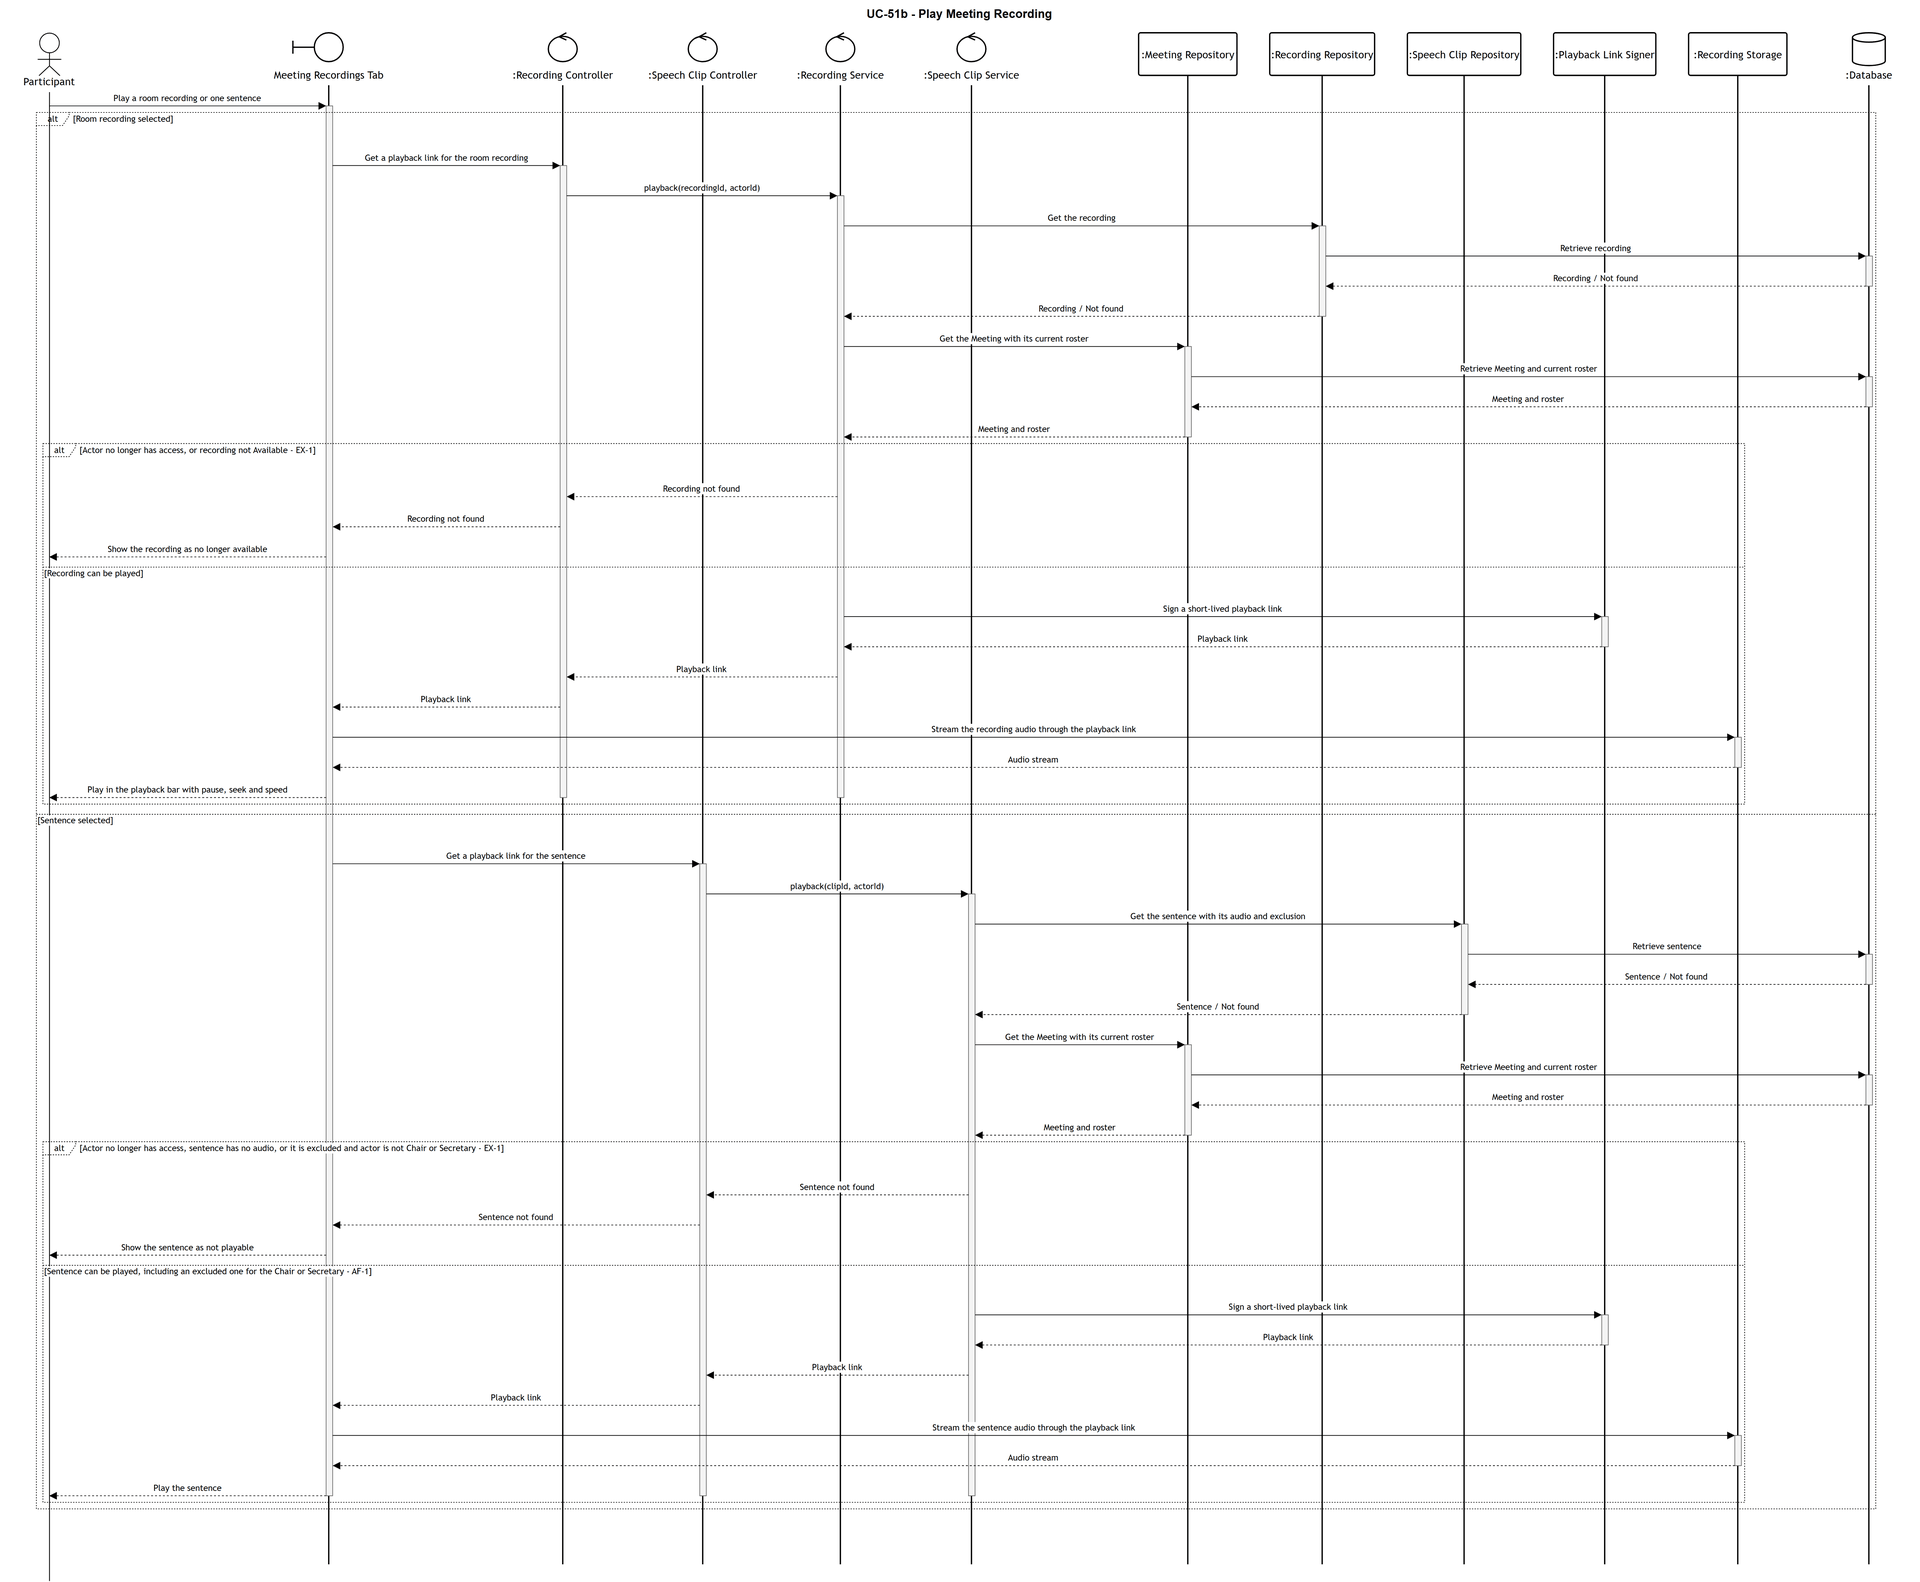 UC-51b - Play Meeting Recording
Participant
Meeting Recordings Tab
:Recording Controller
:Speech Clip Controller
:Recording Service
:Speech Clip Service
:Meeting Repository
:Recording Repository
:Speech Clip Repository
:Playback Link Signer
:Recording Storage
:Database
Play a room recording or one sentence
alt [Room recording selected]
Get a playback link for the room recording
playback(recordingId, actorId)
Get the recording
Retrieve recording
Recording / Not found
Recording / Not found
Get the Meeting with its current roster
Retrieve Meeting and current roster
Meeting and roster
Meeting and roster
alt [Actor no longer has access, or recording not Available - EX-1]
Recording not found
Recording not found
Show the recording as no longer available
[Recording can be played]
Sign a short-lived playback link
Playback link
Playback link
Playback link
Stream the recording audio through the playback link
Audio stream
Play in the playback bar with pause, seek and speed
[Sentence selected]
Get a playback link for the sentence
playback(clipId, actorId)
Get the sentence with its audio and exclusion
Retrieve sentence
Sentence / Not found
Sentence / Not found
Get the Meeting with its current roster
Retrieve Meeting and current roster
Meeting and roster
Meeting and roster
alt [Actor no longer has access, sentence has no audio, or it is excluded and actor is not Chair or Secretary - EX-1]
Sentence not found
Sentence not found
Show the sentence as not playable
[Sentence can be played, including an excluded one for the Chair or Secretary - AF-1]
Sign a short-lived playback link
Playback link
Playback link
Playback link
Stream the sentence audio through the playback link
Audio stream
Play the sentence